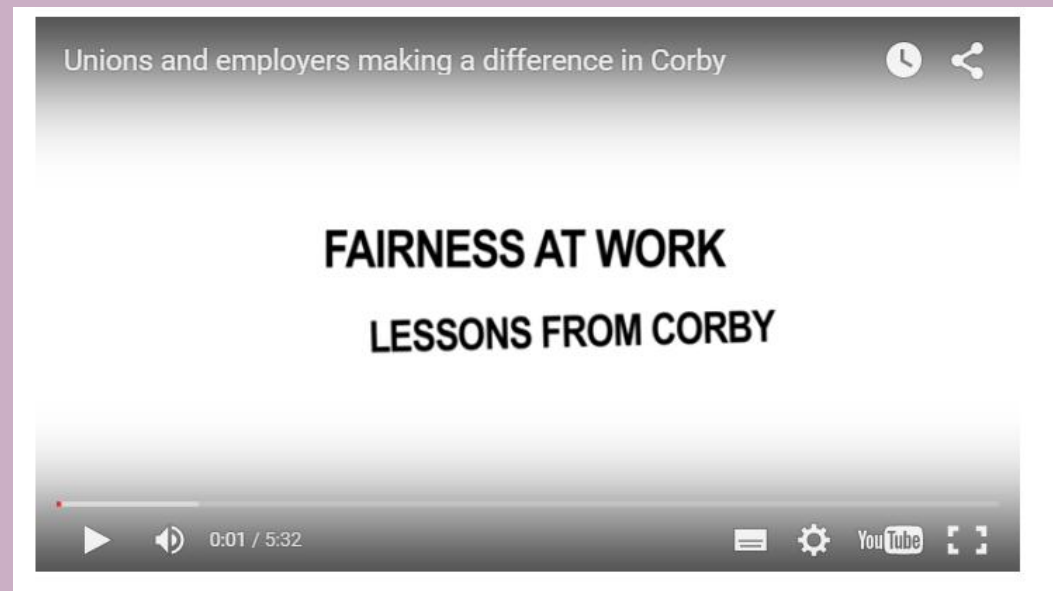 Unions and employers making a difference in Corby
FAIRNESS AT WORK
LESSONS FROM CORBY
0:01 / 5:32
YouTube